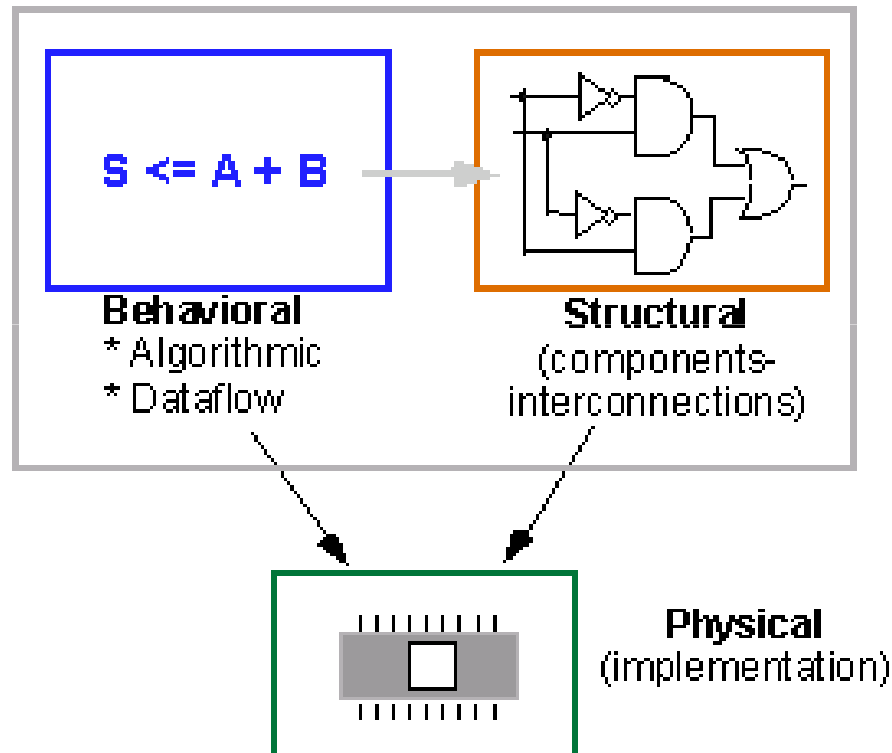 S <= A + B
Behavioral
* Algorithmic
* Dataflow
Structural
(components-
interconnections)
Physical
(implementation)